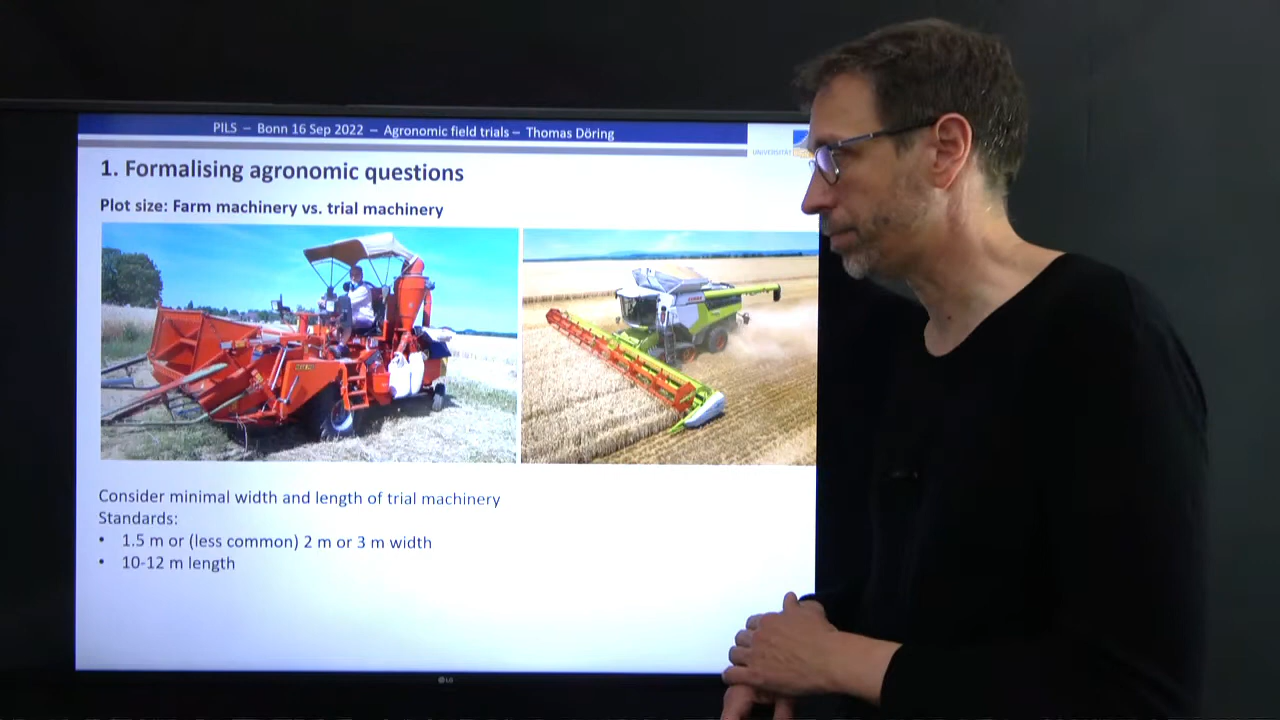 PILS – Bonn 16 Sep 2022 – Agronomic field trials – Thomas Döring
UNIVERSITÄT
1. Formalising agronomic questions
Plot size: Farm machinery vs. trial machinery
Consider minimal width and length of trial machinery
Standards:
• 1.5 m or (less common) 2 m or 3 m width
• 10-12 m length
LG